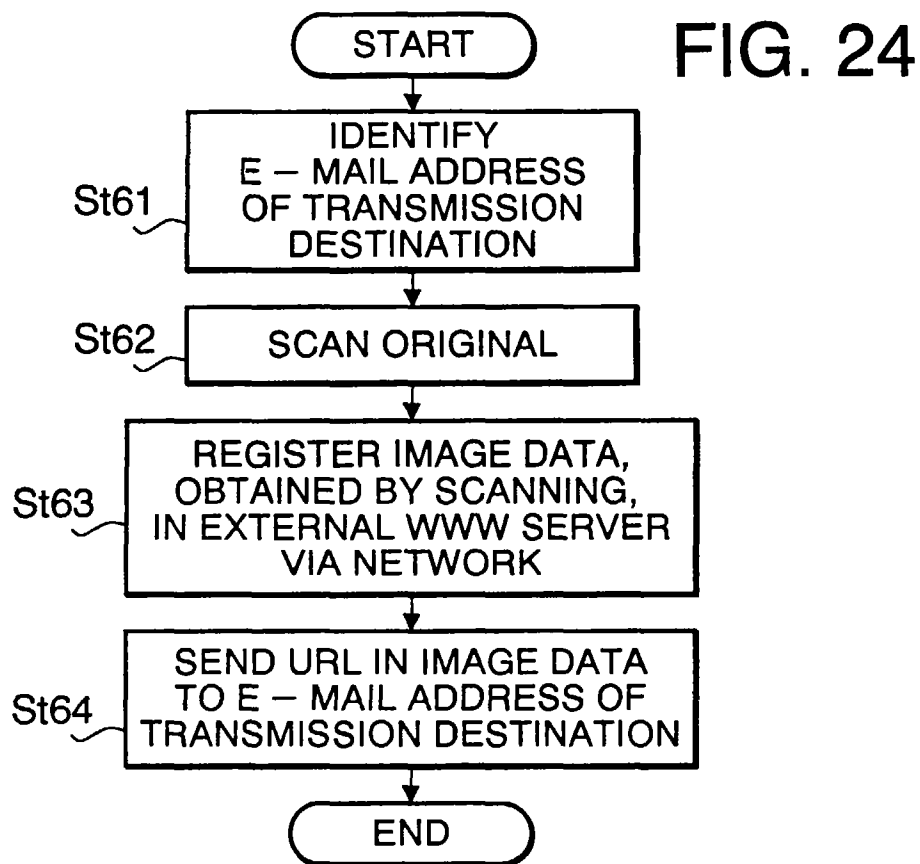 START
FIG. 24
IDENTIFY
E – MAIL ADDRESS
OF TRANSMISSION
DESTINATION
St61
SCAN ORIGINAL
St62
REGISTER IMAGE DATA,
OBTAINED BY SCANNING,
IN EXTERNAL WWW SERVER
VIA NETWORK
St63
SEND URL IN IMAGE DATA
TO E – MAIL ADDRESS OF
TRANSMISSION DESTINATION
St64
END